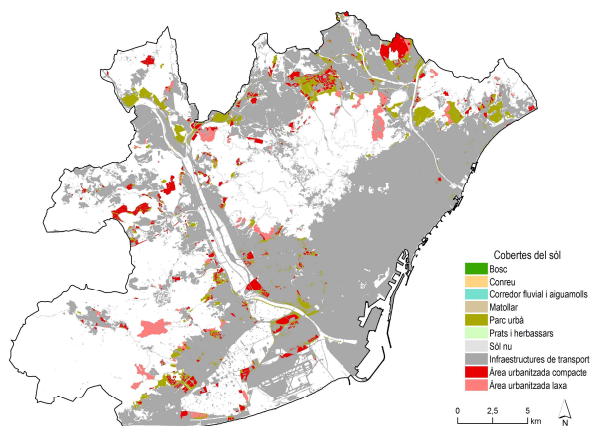 Cobertes del sòl
Bosc
Conreu
Corredor fluvial i aiguamolls
Matollar
Parc urbà
Prats i herbassars
Sòl nu
Infraestructures de transport
Àrea urbanitzada compacte
Àrea urbanitzada laxa
0 2,5 5
km
N